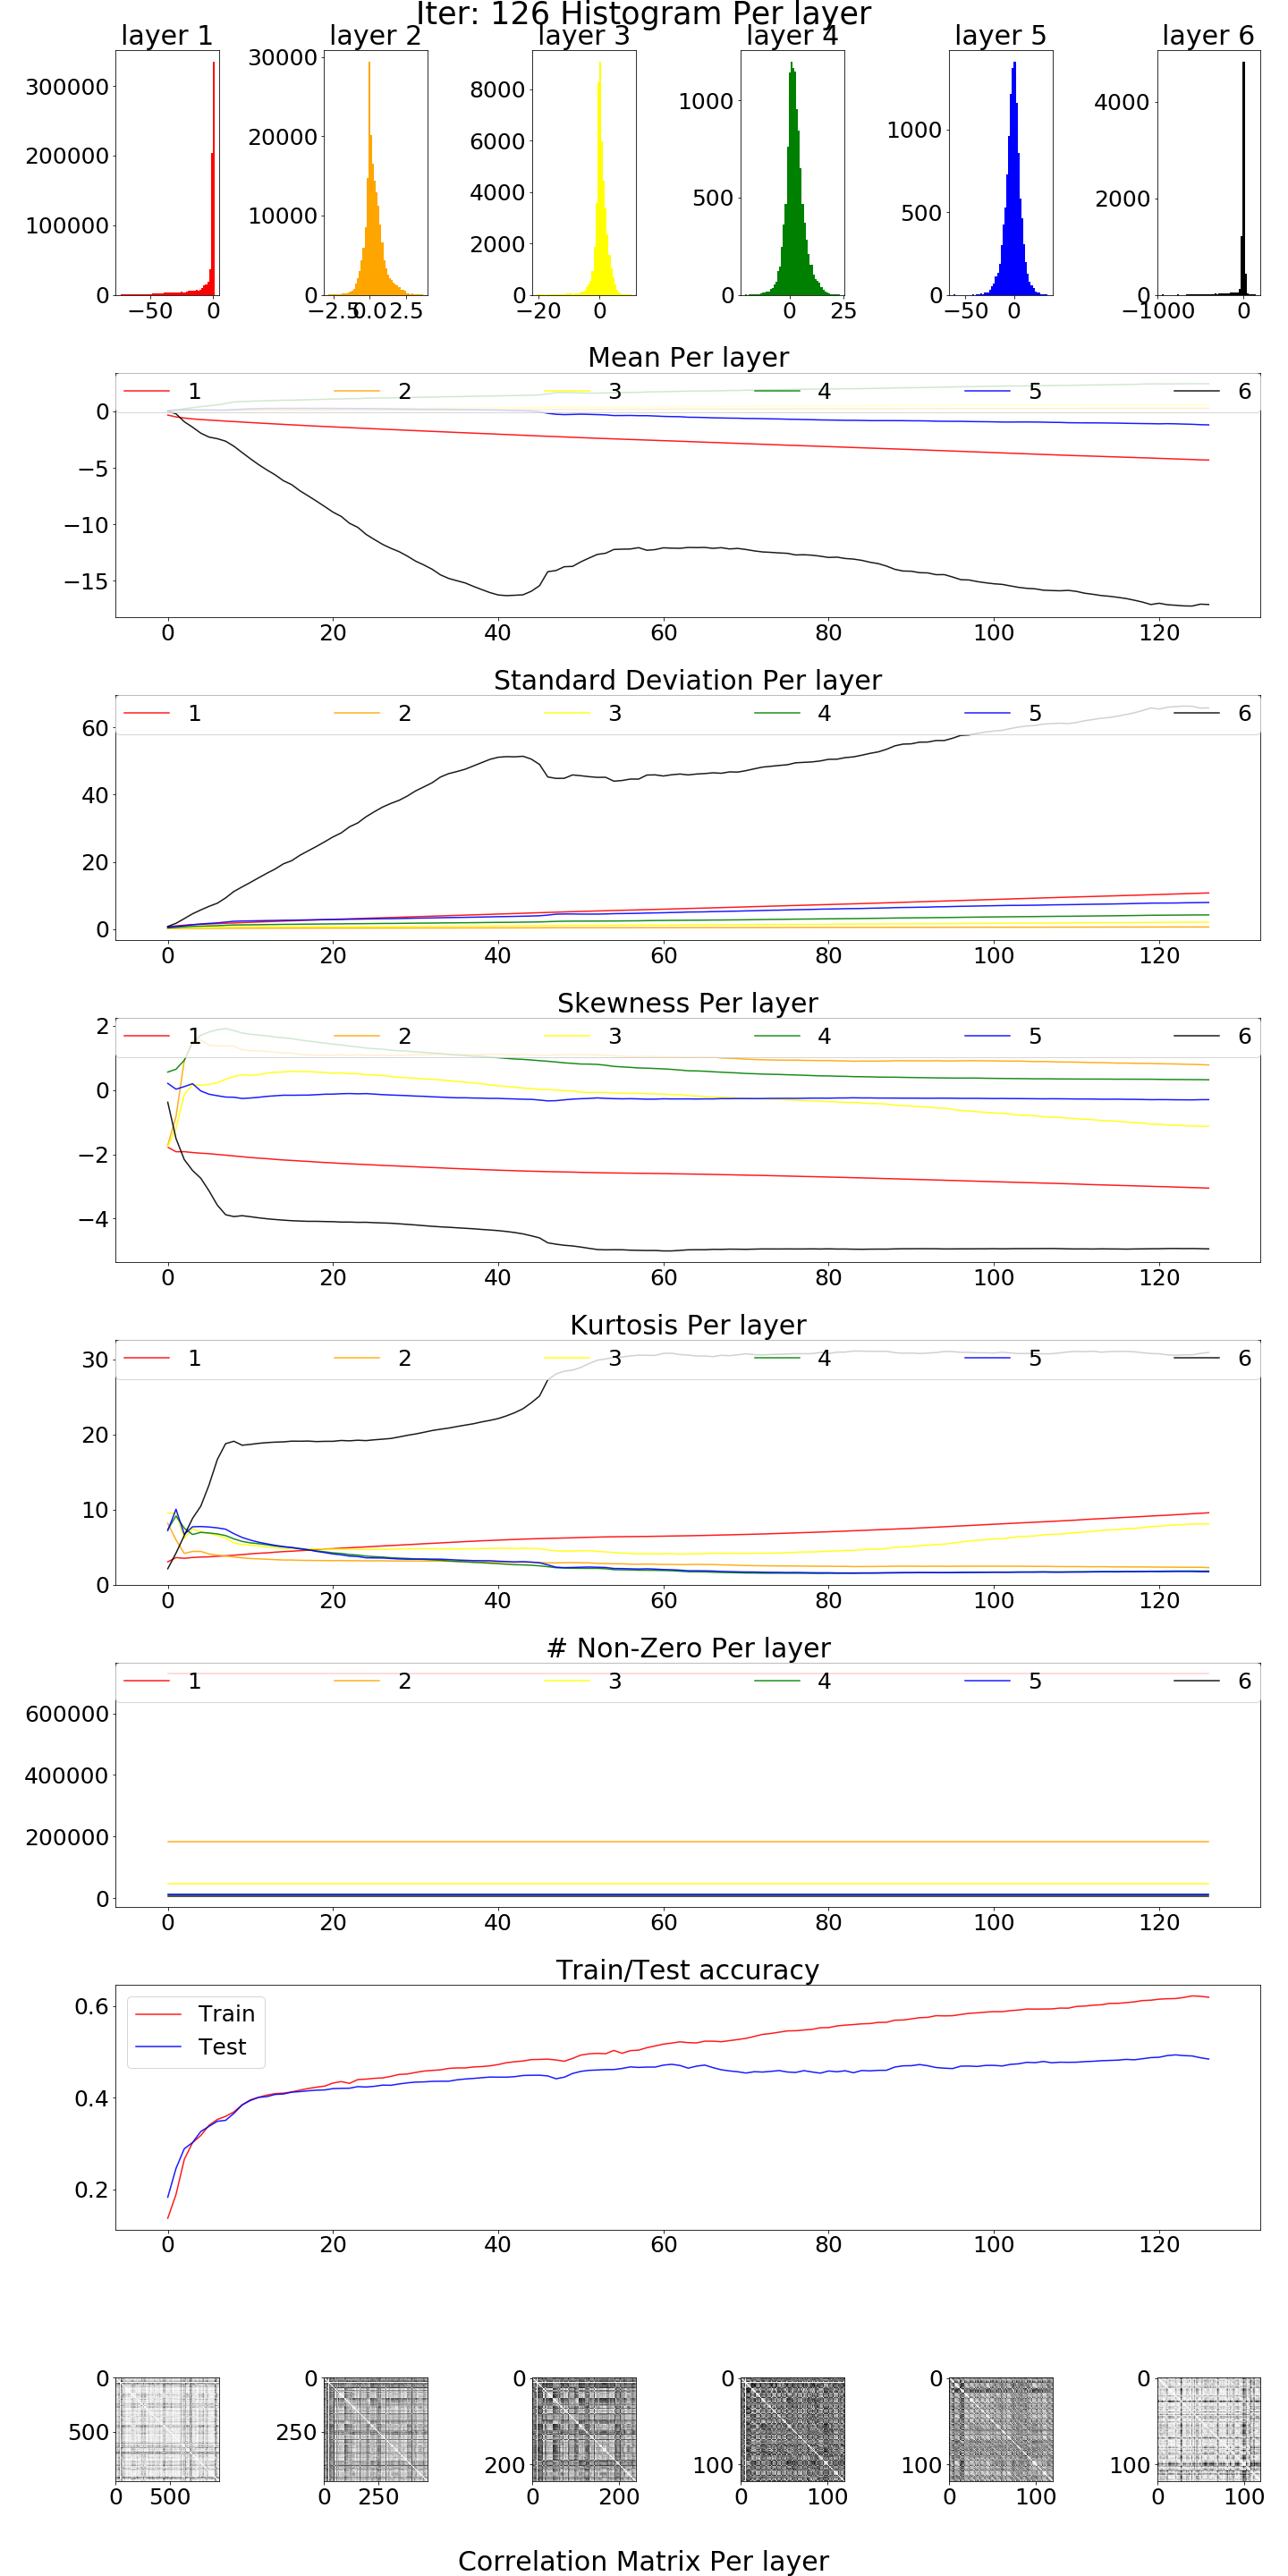 Iter: 126 Histogram Per layer
layer 1 layer 2 layer 3 layer 4 layer 5 layer 6
300000 200000 100000 0
−50 0
30000 20000 10000 0
−2.5 0.0 2.5
8000 6000 4000 2000 0
−20 0
1000 500 0
0 25
1000 500 0
−50 0
4000 2000 0
−1000 0
Mean Per layer
1 2 3 4 5 6
0
−5
−10
−15
0 20 40 60 80 100 120
Standard Deviation Per layer
1 2 3 4 5 6
60
40
20
0
0 20 40 60 80 100 120
Skewness Per layer
1 2 3 4 5 6
2
0
−2
−4
0 20 40 60 80 100 120
Kurtosis Per layer
1 2 3 4 5 6
30
20
10
0
0 20 40 60 80 100 120
# Non-Zero Per layer
1 2 3 4 5 6
600000
400000
200000
0
0 20 40 60 80 100 120
Train/Test accuracy
Train
Test
0.6
0.4
0.2
0 20 40 60 80 100 120
0 500
0 500
0 250
0 250
0 200
0 200
0 100
0 100
0 100
0 100
0 100
0 100
Correlation Matrix Per layer